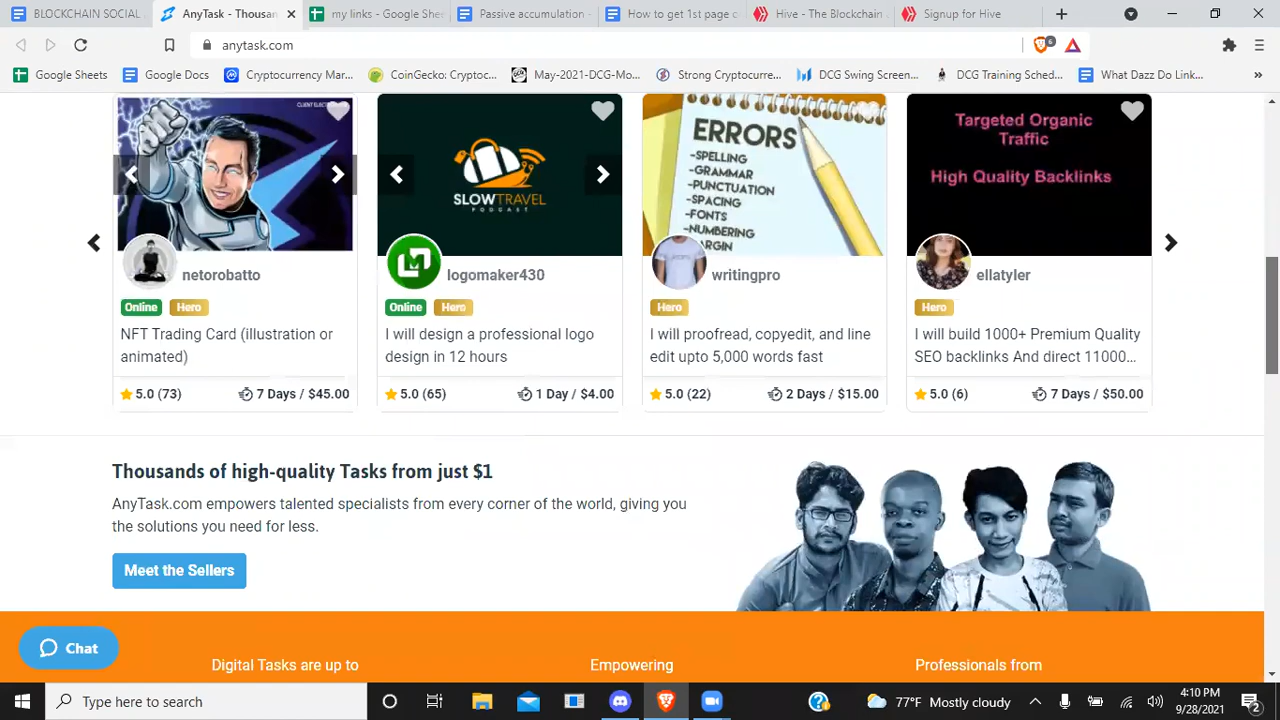 BLOCKCHAIN SOCIAL
AnyTask - Thousan
my links - Google She
Passive accumulation
How to get 1st page c
Hive - The Blockchain
Signup for Hive
anytask.com
6
Google Sheets
Google Docs
Cryptocurrency Mar...
CoinGecko: Cryptoc...
May-2021-DCG-Mo...
Strong Cryptocurre...
DCG Swing Screen...
DCG Training Sched...
What Dazz Do Link...
»
SLOWTRAVEL
PODCAST
ERRORS
-SPELLING
-GRAMMAR
-PUNCTUATION
-SPACING
-FONTS
-NUMBERING
ARGIN
Targeted Organic
Traffic
High Quality Backlinks
netorobatto
logomaker430
writingpro
ellatyler
Online Hero
Online Hero
Hero
Hero
NFT Trading Card (illustration or
animated)
I will design a professional logo
design in 12 hours
I will proofread, copyedit, and line
edit upto 5,000 words fast
I will build 1000+ Premium Quality
SEO backlinks And direct 11000...
5.0 (73) 7 Days / $45.00
5.0 (65) 1 Day / $4.00
5.0 (22) 2 Days / $15.00
5.0 (6) 7 Days / $50.00
Thousands of high-quality Tasks from just $1
AnyTask.com empowers talented specialists from every corner of the world, giving you
the solutions you need for less.
Meet the Sellers
Chat
Digital Tasks are up to
Empowering
Professionals from
Type here to search
77°F Mostly cloudy
4:10 PM
9/28/2021
2